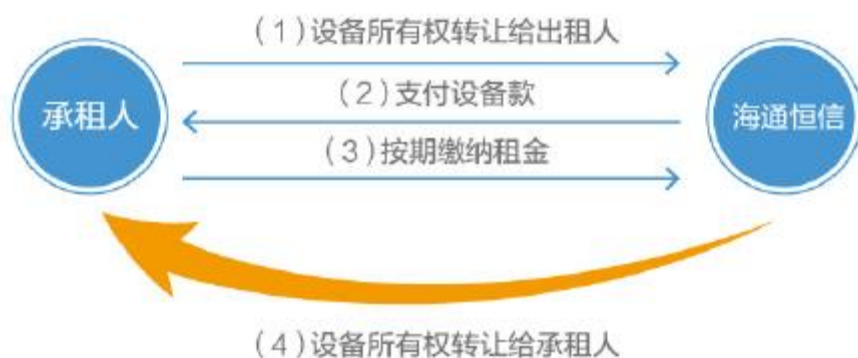 (1)设备所有权转让给出租人
(2)支付设备款
承租人
海通恒信
(3)按期缴纳租金
(4)设备所有权转让给承租人